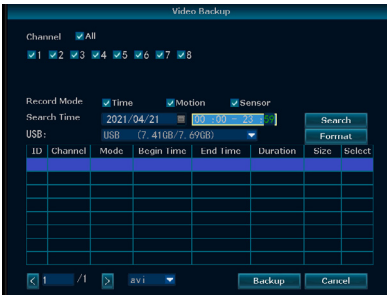 Video Backup
Channel All
1 2 3 4 5 6 7 8
Record Mode Time Motion Sensor
Search Time 2021/04/21 00 :00 - 23 :59 Search
USB: USB (7.41GB/7.69GB) Format
ID Channel Mode Begin Time End Time Duration Size Select
< 1 /1 > avi Backup Cancel